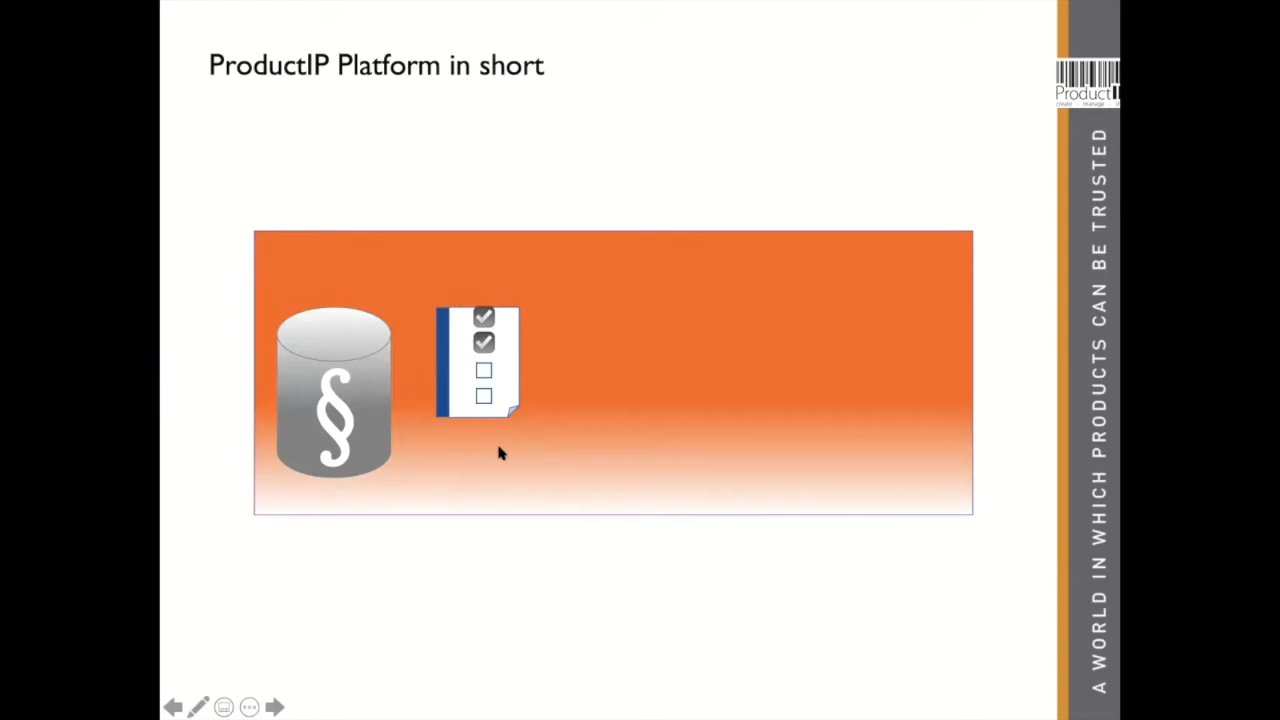 ProductIP Platform in short
§
A WORLD IN WHICH PRODUCTS CAN BE TRUSTED